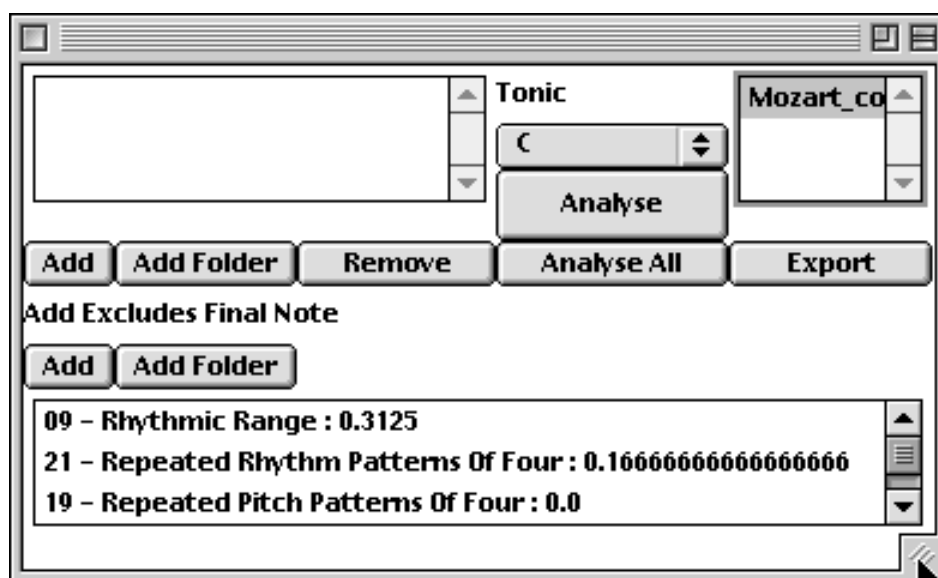 Tonic
Mozart_co
C
Analyse
Add
Add Folder
Remove
Analyse All
Export
Add Excludes Final Note
Add
Add Folder
09 – Rhythmic Range : 0.3125
21 – Repeated Rhythm Patterns Of Four : 0.16666666666666666
19 – Repeated Pitch Patterns Of Four : 0.0